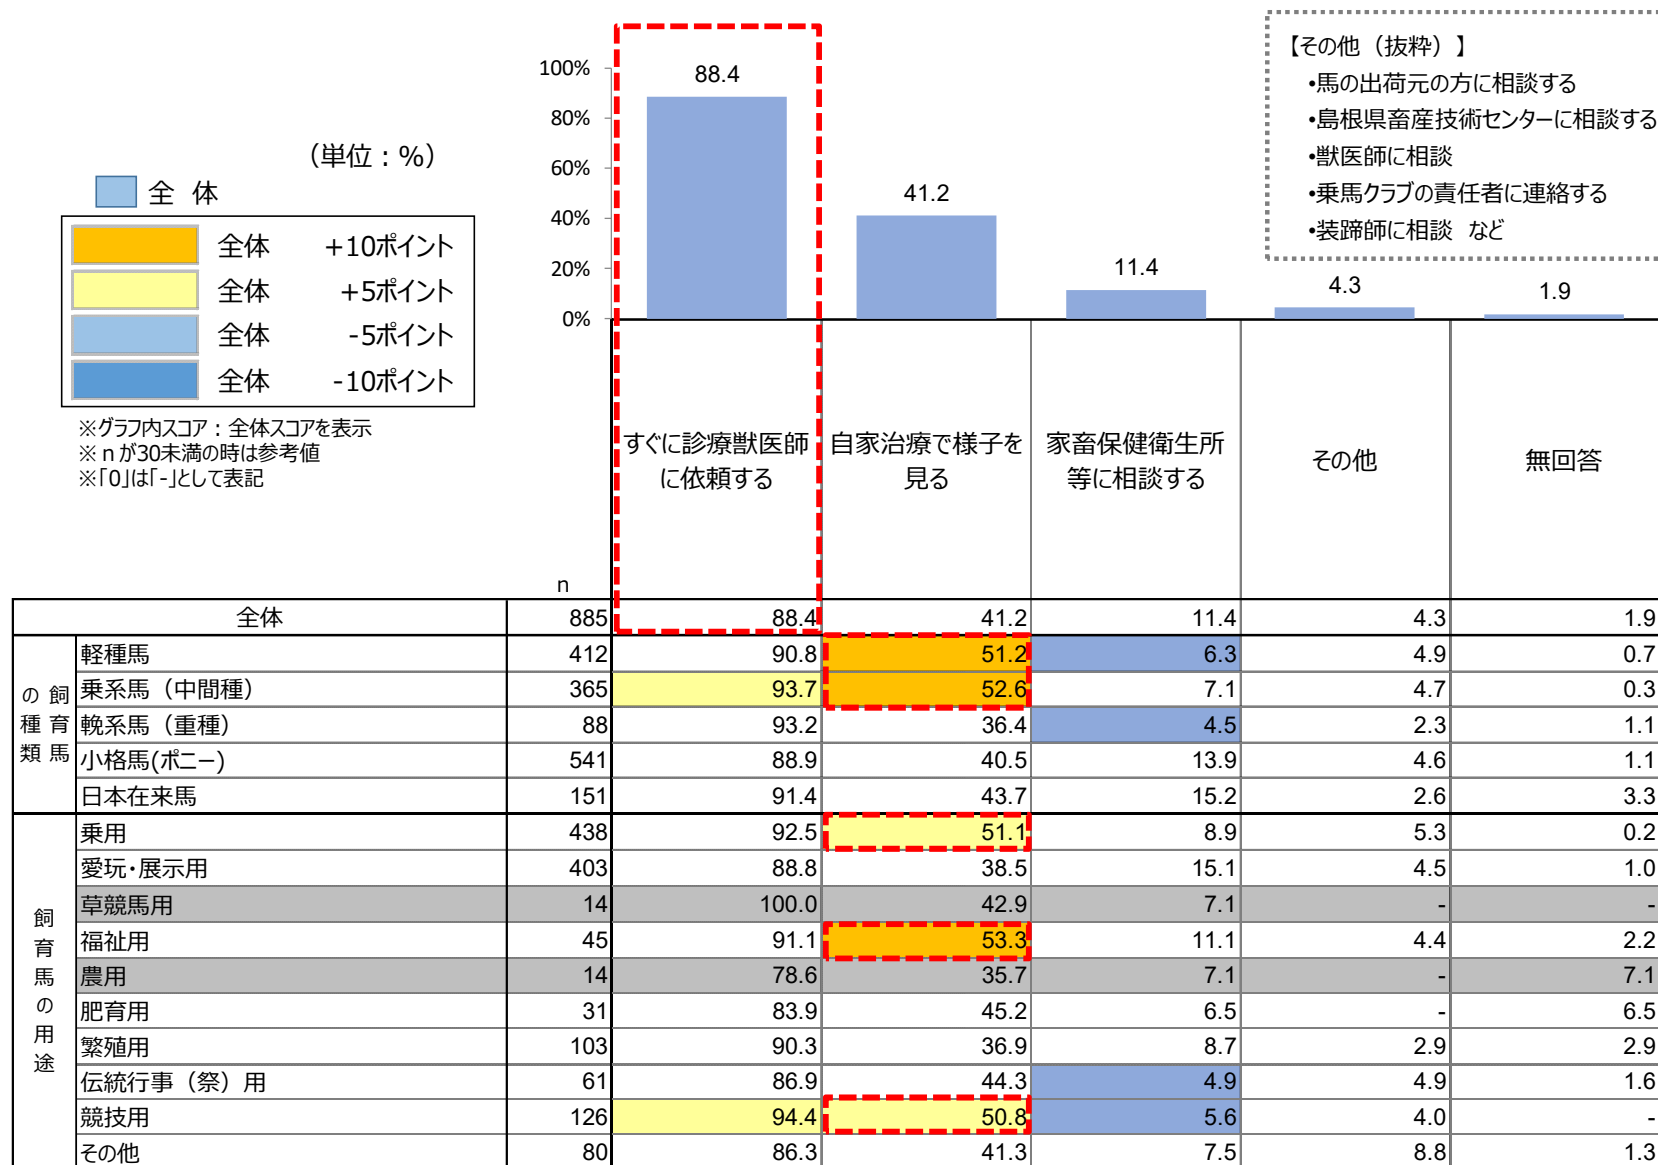 【その他（抜粋）】
•馬の出荷元の方に相談する
•島根県畜産技術センターに相談する
•獣医師に相談
•乗馬クラブの責任者に連絡する
•装蹄師に相談 など
（単位：%）
全 体
全体 +10ポイント
全体 +5ポイント
全体 -5ポイント
全体 -10ポイント
※グラフ内スコア：全体スコアを表示
※ｎが30未満の時は参考値
※「0」は「-」として表記
100%
80%
60%
40%
20%
0%
88.4
41.2
11.4
4.3
1.9
n
すぐに診療獣医師
に依頼する
自家治療で様子を
見る
家畜保健衛生所
等に相談する
その他
無回答
全体 885 88.4 41.2 11.4 4.3 1.9
飼育馬
の種類
軽種馬 412 90.8 51.2 6.3 4.9 0.7
乗系馬（中間種） 365 93.7 52.6 7.1 4.7 0.3
輓系馬（重種） 88 93.2 36.4 4.5 2.3 1.1
小格馬(ポニー) 541 88.9 40.5 13.9 4.6 1.1
日本在来馬 151 91.4 43.7 15.2 2.6 3.3
飼育馬の用途
乗用 438 92.5 51.1 8.9 5.3 0.2
愛玩・展示用 403 88.8 38.5 15.1 4.5 1.0
草競馬用 14 100.0 42.9 7.1 - -
福祉用 45 91.1 53.3 11.1 4.4 2.2
農用 14 78.6 35.7 7.1 - 7.1
肥育用 31 83.9 45.2 6.5 - 6.5
繁殖用 103 90.3 36.9 8.7 2.9 2.9
伝統行事（祭）用 61 86.9 44.3 4.9 4.9 1.6
競技用 126 94.4 50.8 5.6 4.0 -
その他 80 86.3 41.3 7.5 8.8 1.3